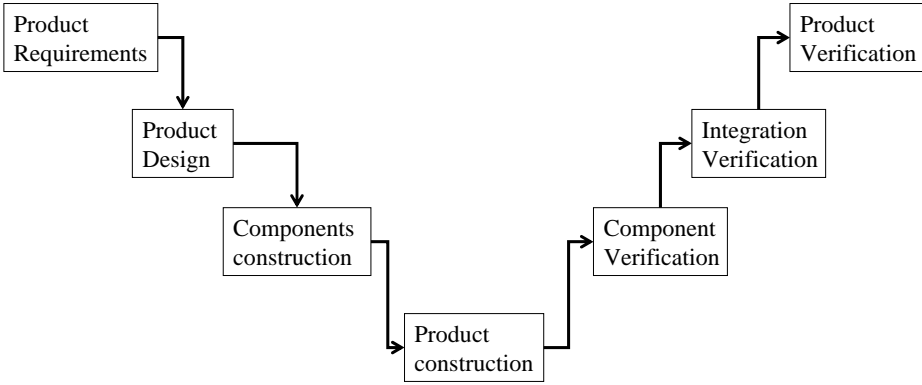 Product
Requirements
Product
Verification
Product
Design
Integration
Verification
Components
construction
Component
Verification
Product
construction